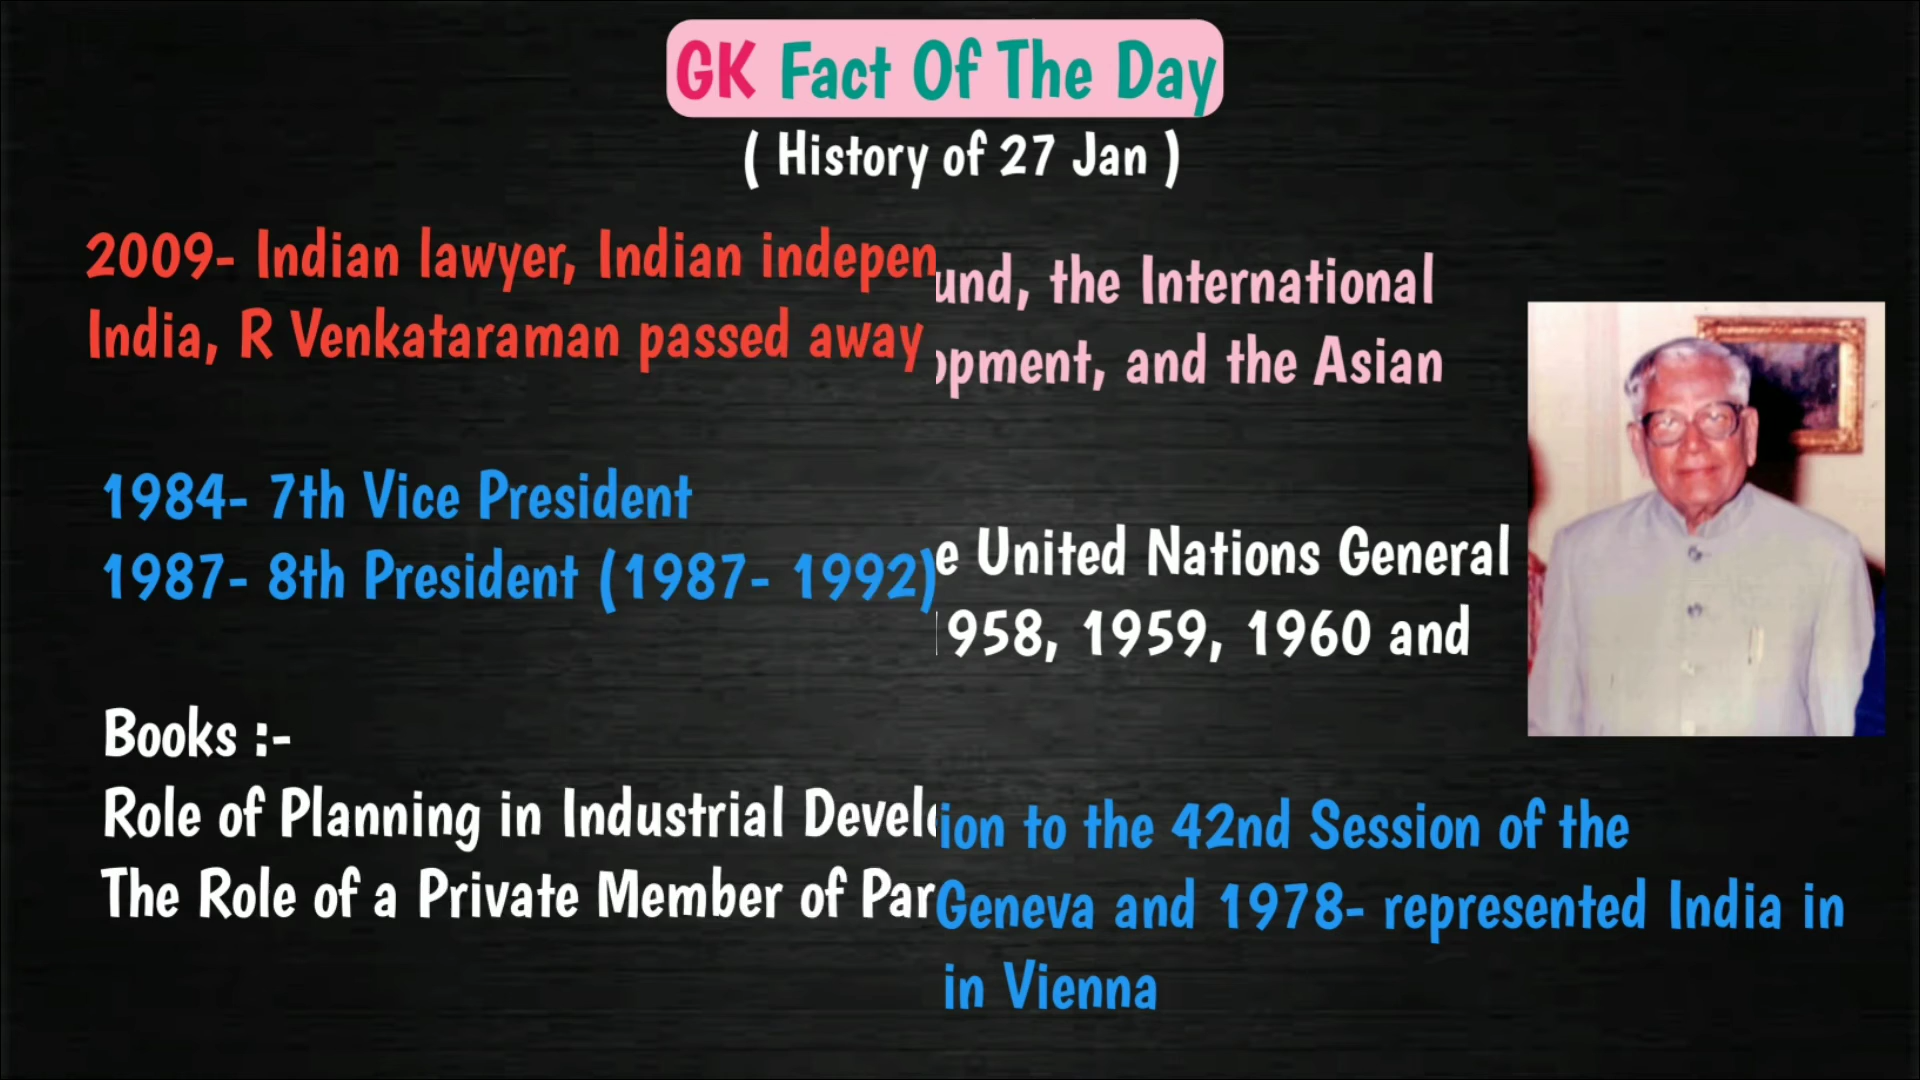 GK Fact Of The Day
( History of 27 Jan )
2009- Indian lawyer, Indian indepen
India, R Venkataraman passed away
1984- 7th Vice President
1987- 8th President (1987- 1992)
Books :-
Role of Planning in Industrial Devel
The Role of a Private Member of Par
und, the International
opment, and the Asian
e United Nations General
1958, 1959, 1960 and
ion to the 42nd Session of the
Geneva and 1978- represented India in
in Vienna